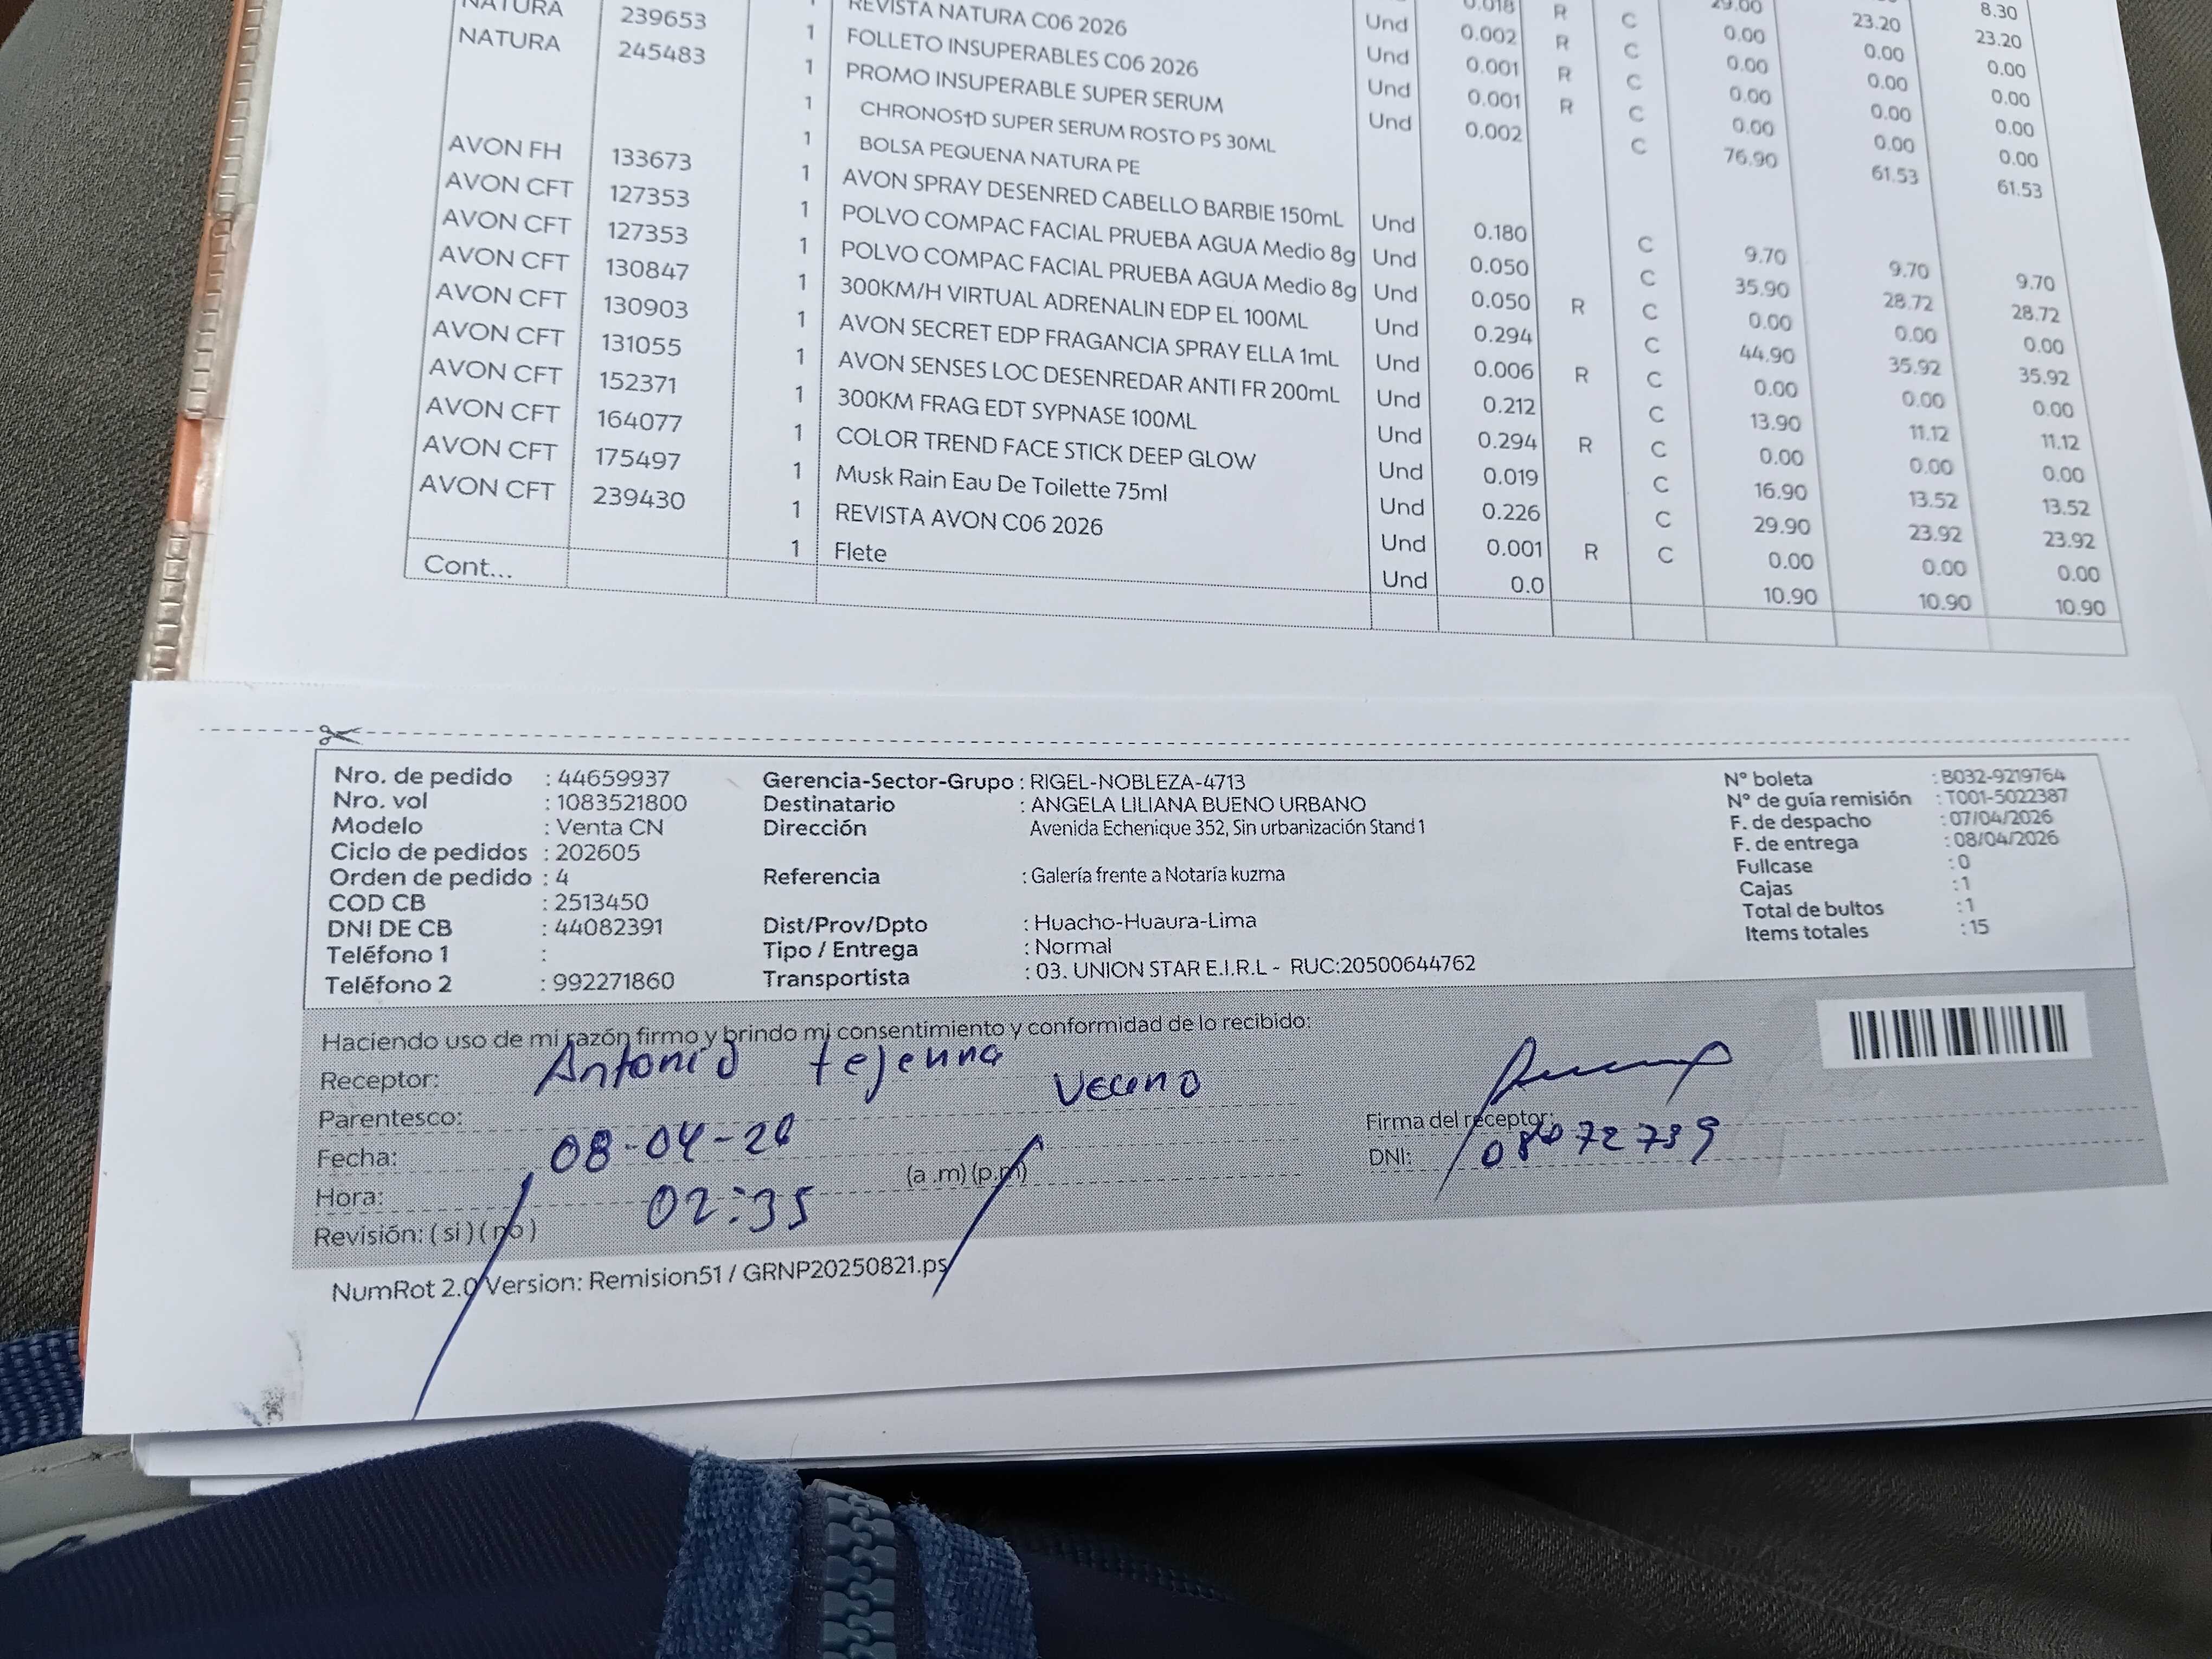 NATURA 239653 1 REVISTA NATURA C06 2026 Und 0.018 R C 29.00 23.20 23.20
NATURA 245483 1 FOLLETO INSUPERABLES C06 2026 Und 0.002 R C 0.00 0.00 0.00
1 PROMO INSUPERABLE SUPER SERUM Und 0.001 R C 0.00 0.00 0.00
1 CHRONOS†D SUPER SERUM ROSTO PS 30ML Und 0.001 R C 0.00 0.00 0.00
1 BOLSA PEQUENA NATURA PE 0.002 C 76.90 61.53 61.53
AVON FH 133673 1 AVON SPRAY DESENRED CABELLO BARBIE 150mL Und 0.180 C 9.70 9.70 9.70
AVON CFT 127353 1 POLVO COMPAC FACIAL PRUEBA AGUA Medio 8g Und 0.050 C 35.90 28.72 28.72
AVON CFT 127353 1 POLVO COMPAC FACIAL PRUEBA AGUA Medio 8g Und 0.050 R C 0.00 0.00 0.00
AVON CFT 130847 1 300KM/H VIRTUAL ADRENALIN EDP EL 100ML Und 0.294 C 44.90 35.92 35.92
AVON CFT 130903 1 AVON SECRET EDP FRAGANCIA SPRAY ELLA 1mL Und 0.006 R C 0.00 0.00 0.00
AVON CFT 131055 1 AVON SENSES LOC DESENREDAR ANTI FR 200mL Und 0.212 C 13.90 11.12 11.12
AVON CFT 152371 1 300KM FRAG EDT SYPNASE 100ML Und 0.294 R C 0.00 0.00 0.00
AVON CFT 164077 1 COLOR TREND FACE STICK DEEP GLOW Und 0.019 C 16.90 13.52 13.52
AVON CFT 175497 1 Musk Rain Eau De Toilette 75ml Und 0.226 C 29.90 23.92 23.92
AVON CFT 239430 1 REVISTA AVON C06 2026 Und 0.001 R C 0.00 0.00 0.00
1 Flete Und 0.0 10.90 10.90 10.90
Cont...
Nro. de pedido : 44659937 Gerencia-Sector-Grupo : RIGEL-NOBLEZA-4713 N° boleta : B032-9219764
Nro. vol : 1083521800 Destinatario : ANGELA LILIANA BUENO URBANO N° de guía remisión : T001-5022387
Modelo : Venta CN Dirección Avenida Echenique 352, Sin urbanización Stand 1 F. de despacho : 07/04/2026
Ciclo de pedidos : 202605 F. de entrega : 08/04/2026
Orden de pedido : 4 Referencia : Galería frente a Notaría kuzma Fullcase : 0
COD CB : 2513450 Cajas : 1
DNI DE CB : 44082391 Dist/Prov/Dpto : Huacho-Huaura-Lima Total de bultos : 1
Teléfono 1 : Tipo / Entrega : Normal Items totales : 15
Teléfono 2 : 992271860 Transportista : 03. UNION STAR E.I.R.L - RUC:20500644762
Haciendo uso de mi razón firmo y brindo mi consentimiento y conformidad de lo recibido:
Receptor: Antonio tejenna
Parentesco: Vecino Firma del receptor:
Fecha: 08-04-26 DNI:
Hora: 02:35 (a .m) (p.m)
Revisión: ( si ) ( no )
NumRot 2.0 Version: Remision51 / GRNP20250821.ps